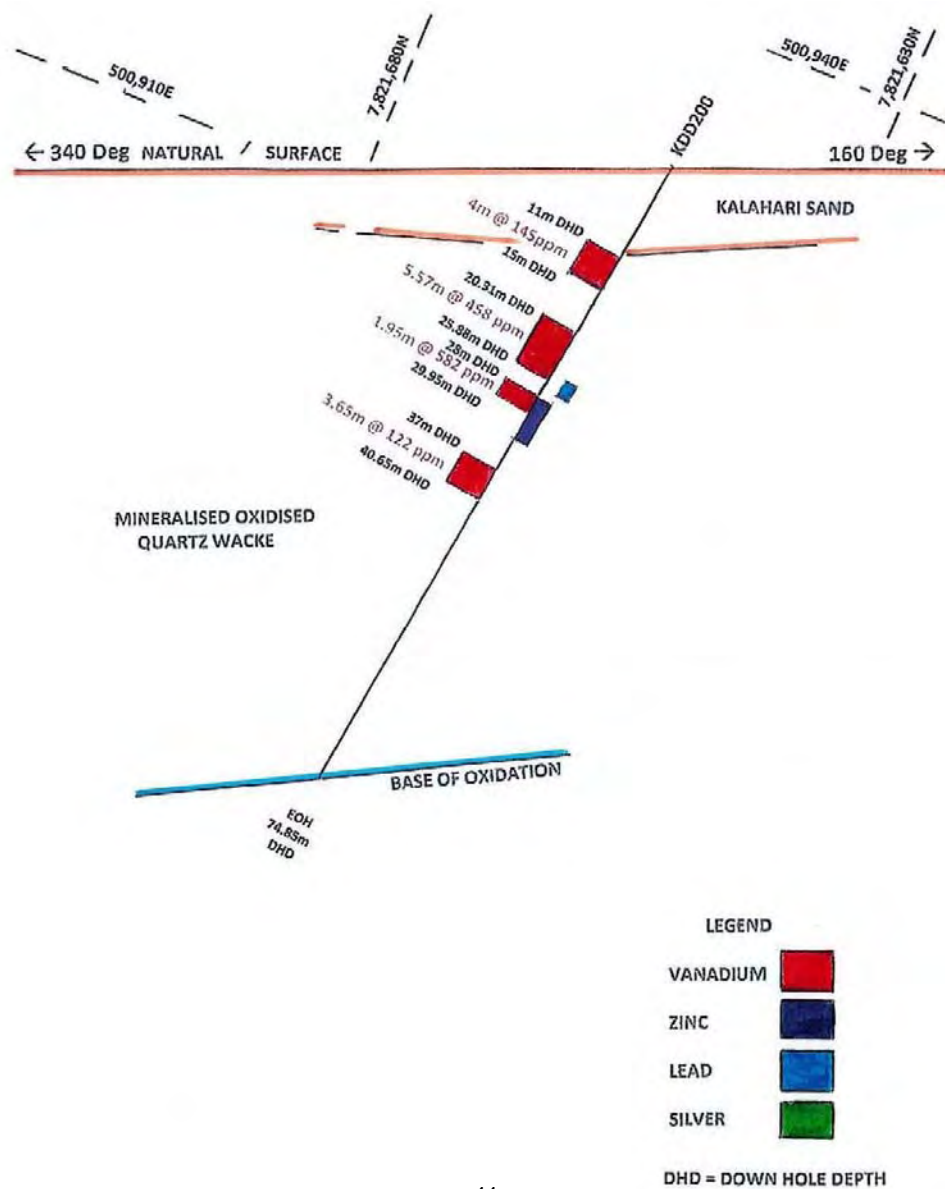 500,910E
7,821,680N
500,940E
7,821,630N
← 340 Deg NATURAL / SURFACE
KDD200
160 Deg →
KALAHARI SAND
11m DHD
4m @ 145ppm
15m DHD
20.31m DHD
5.57m @ 458 ppm
25.88m DHD
28m DHD
1.95m @ 582 ppm
29.95m DHD
37m DHD
3.65m @ 122 ppm
40.65m DHD
MINERALISED OXIDISED
QUARTZ WACKE
BASE OF OXIDATION
EOH
74.85m
DHD
LEGEND
VANADIUM
ZINC
LEAD
SILVER
DHD = DOWN HOLE DEPTH